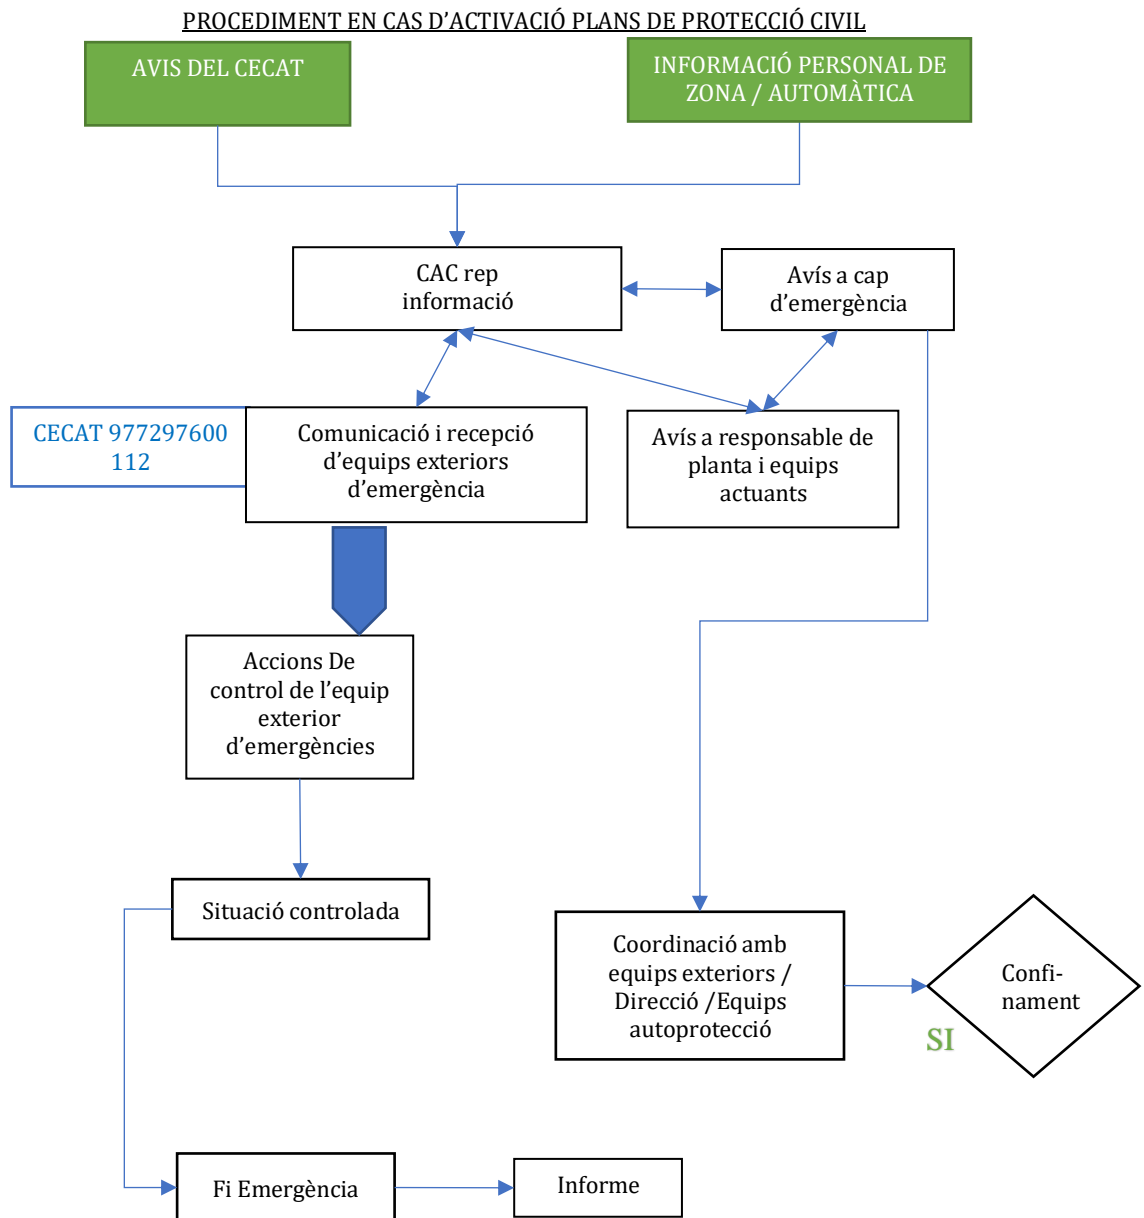 PROCEDIMENT EN CAS D’ACTIVACIÓ PLANS DE PROTECCIÓ CIVIL
AVIS DEL CECAT
INFORMACIÓ PERSONAL DE
ZONA / AUTOMÀTICA
CAC rep
informació
Avís a cap
d’emergència
CECAT 977297600
112
Comunicació i recepció
d’equips exteriors
d’emergència
Avís a responsable de
planta i equips
actuants
Accions De
control de l’equip
exterior
d’emergències
Situació controlada
Coordinació amb
equips exteriors /
Direcció /Equips
autoprotecció
Confi-
nament
SI
Fi Emergència
Informe